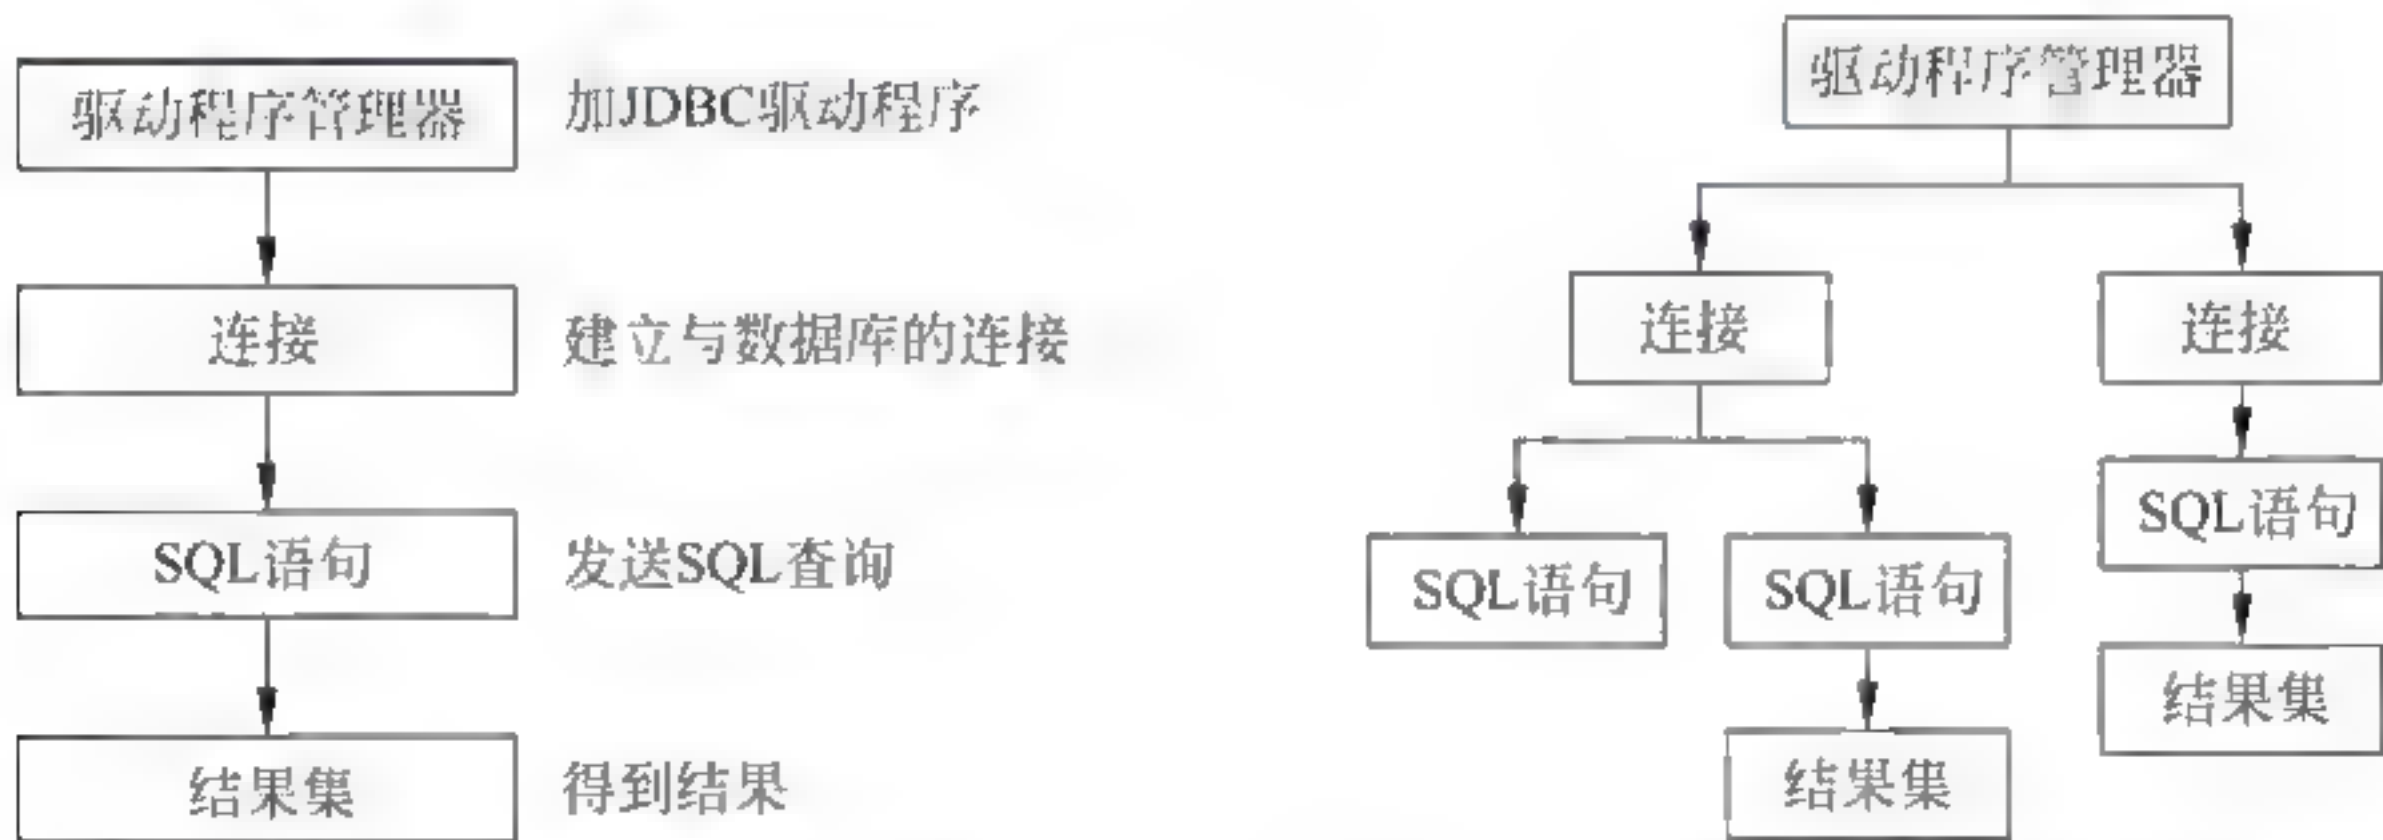 驱动程序管理器
加JDBC驱动程序
连接
建立与数据库的连接
SQL语句
发送SQL查询
结果集
得到结果
驱动程序管理器
连接
连接
SQL语句
SQL语句
SQL语句
结果集
结果集